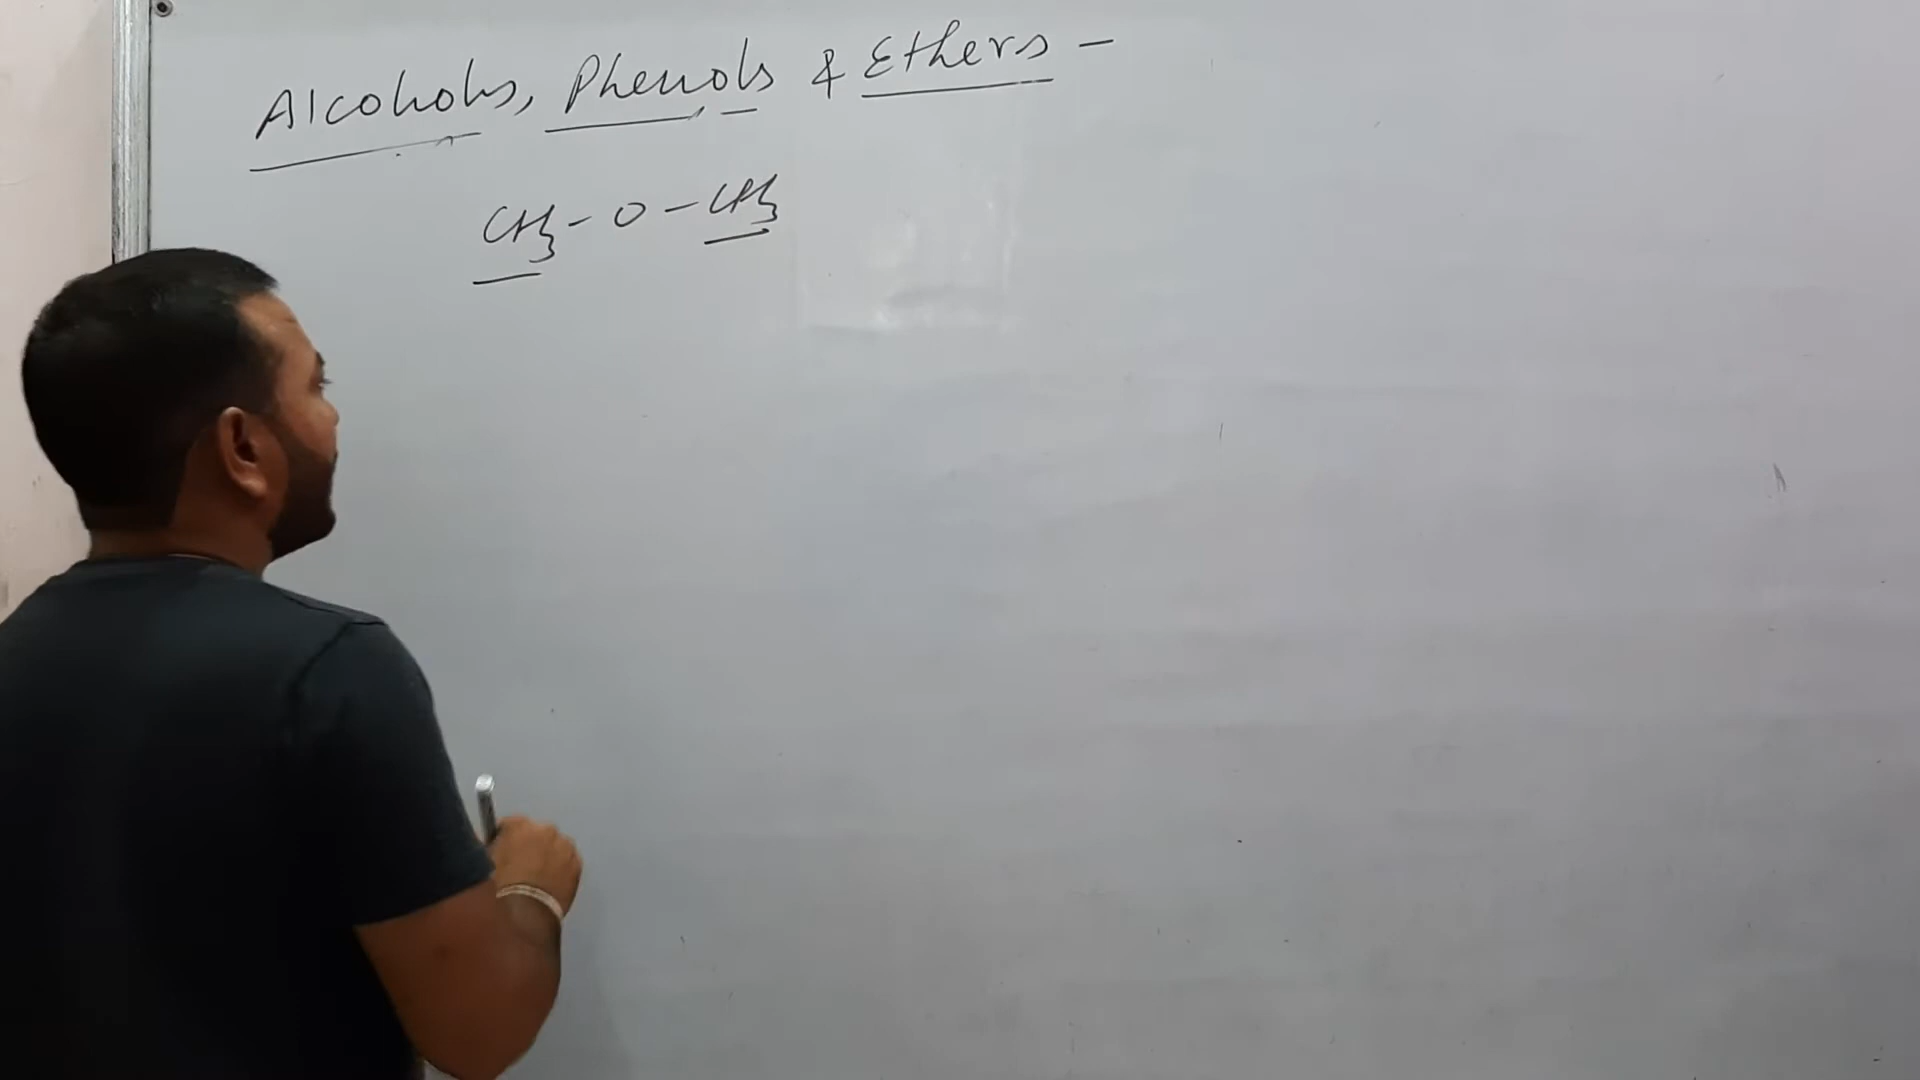 Alcohols, Phenols & Ethers –
CH3 – O – CH3